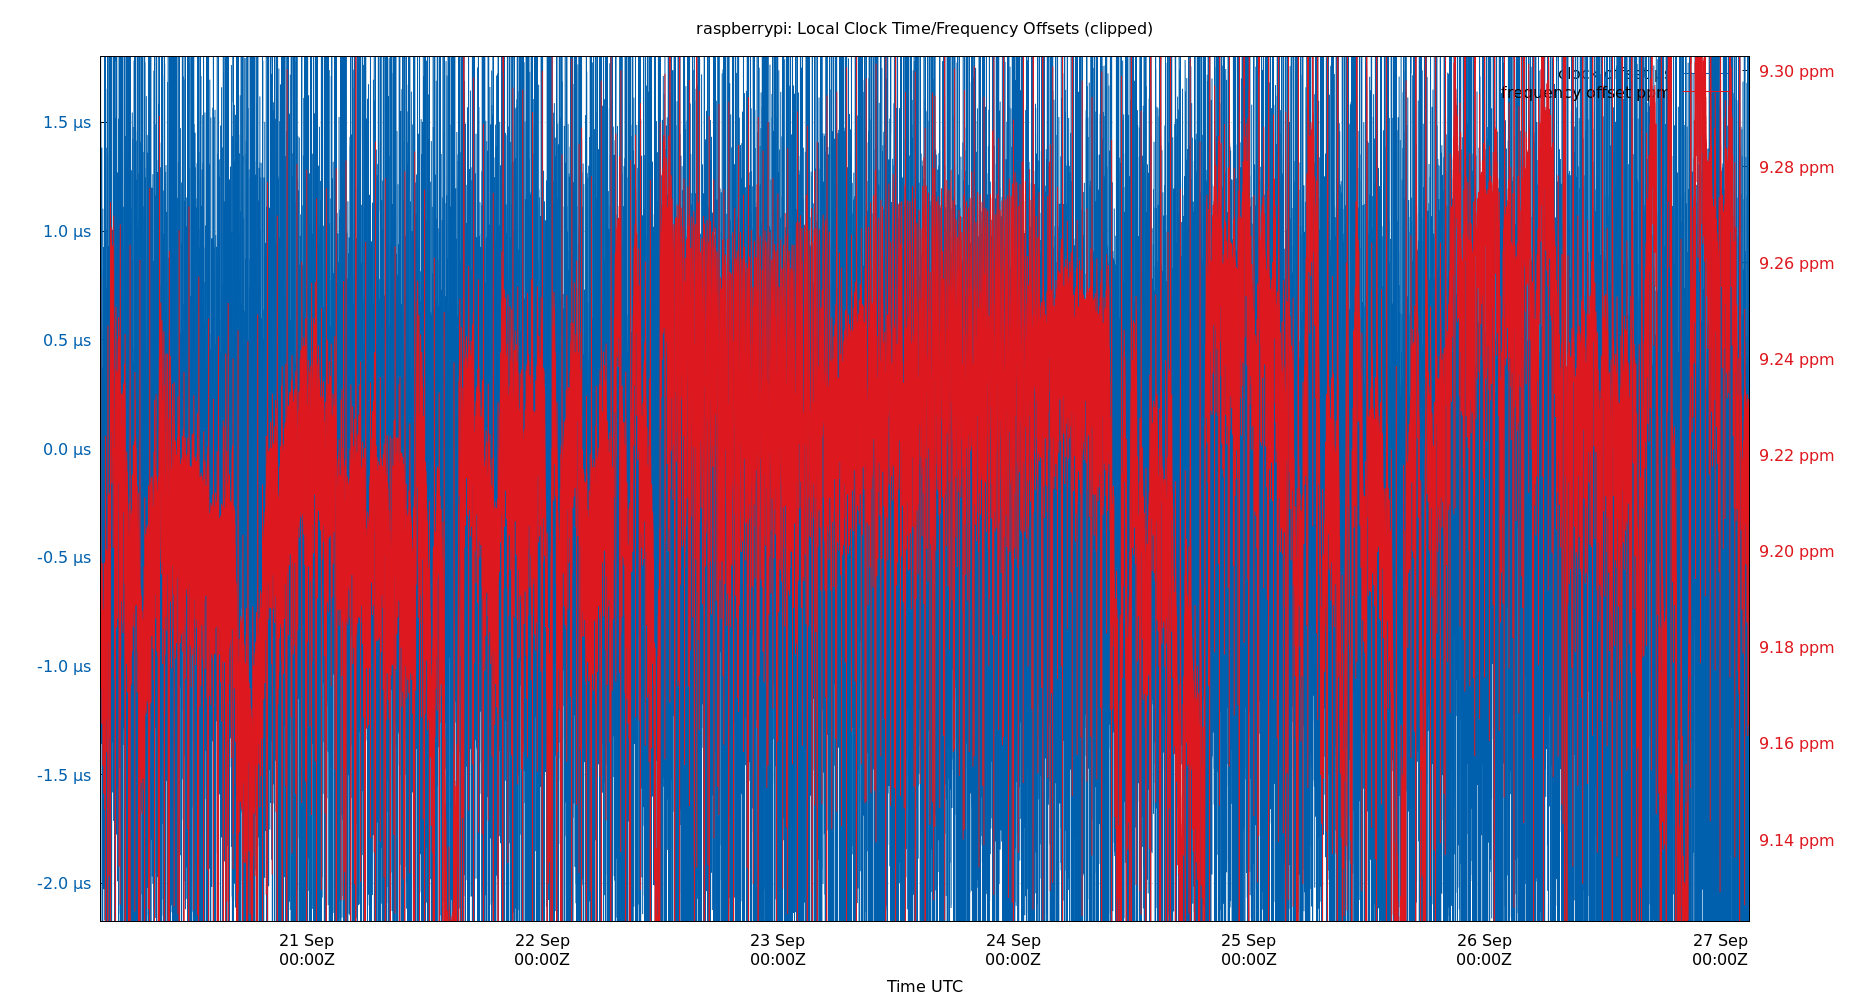 raspberrypi: Local Clock Time/Frequency Offsets (clipped)
clock offset µs
frequency offset ppm
1.5 µs
1.0 µs
0.5 µs
0.0 µs
-0.5 µs
-1.0 µs
-1.5 µs
-2.0 µs
9.30 ppm
9.28 ppm
9.26 ppm
9.24 ppm
9.22 ppm
9.20 ppm
9.18 ppm
9.16 ppm
9.14 ppm
21 Sep
00:00Z
22 Sep
00:00Z
23 Sep
00:00Z
24 Sep
00:00Z
25 Sep
00:00Z
26 Sep
00:00Z
27 Sep
00:00Z
Time UTC